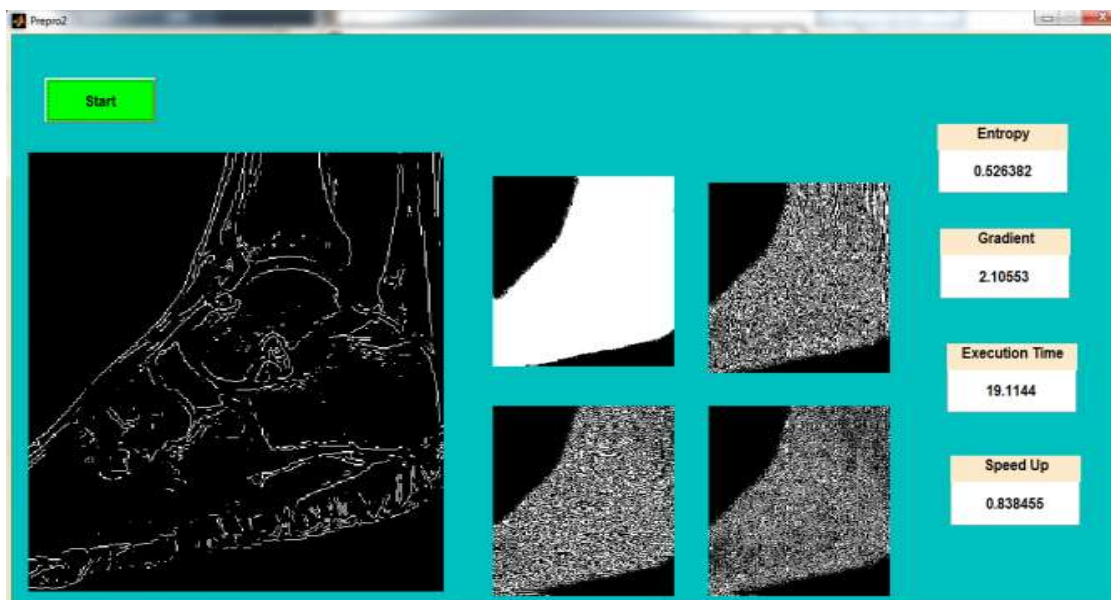 Prepro2
Start
Entropy
0.526382
Gradient
2.10553
Execution Time
19.1144
Speed Up
0.838455